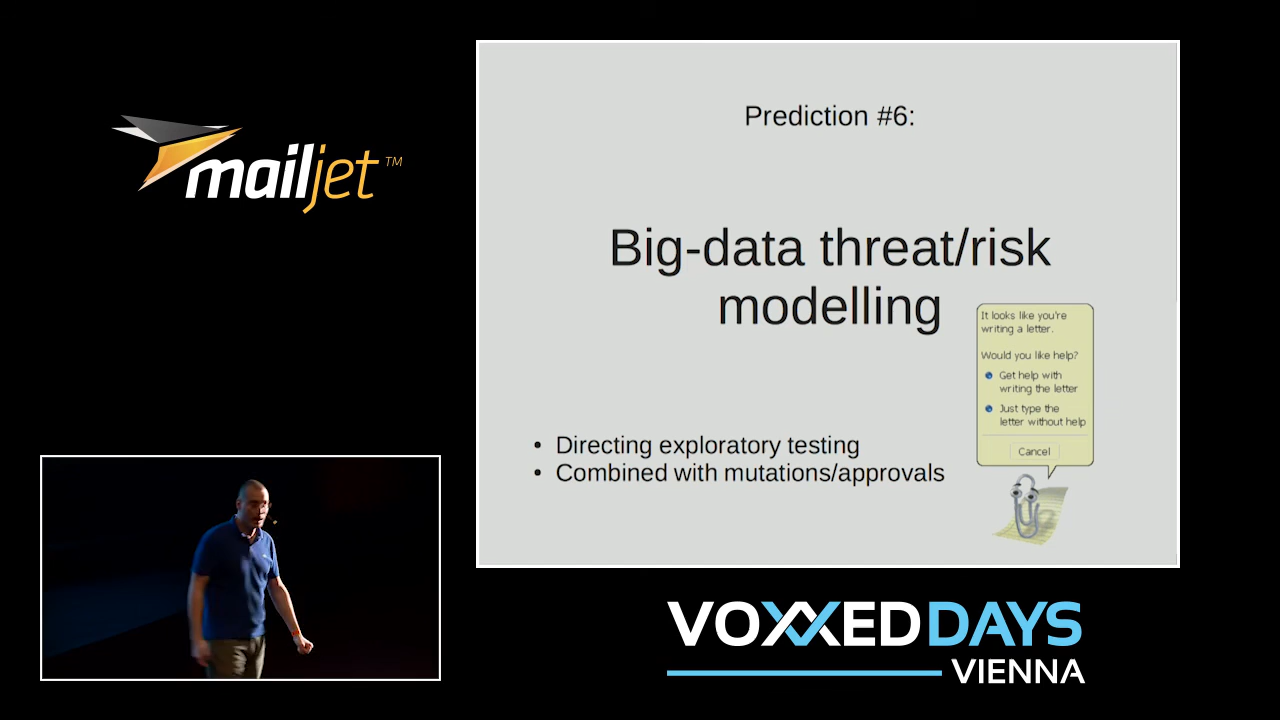 mailjet™
Prediction #6:
Big-data threat/risk
modelling
It looks like you're
writing a letter.
Would you like help?
Get help with
writing the letter
Just type the
letter without help
Cancel
• Directing exploratory testing
• Combined with mutations/approvals
VOXXED DAYS
VIENNA